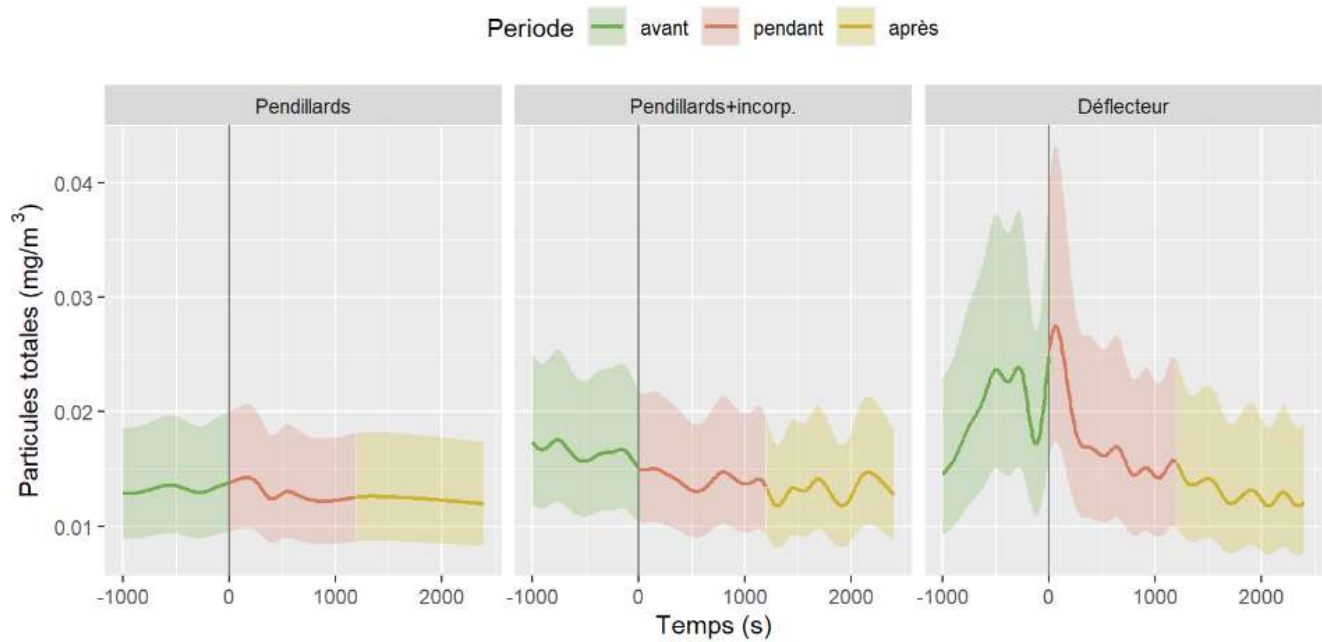 Periode avant pendant après
Pendillards Pendillards+incorp. Déflecteur
Particules totales (mg/m³)
0.04
0.03
0.02
0.01
-1000 0 1000 2000 -1000 0 1000 2000 -1000 0 1000 2000
Temps (s)